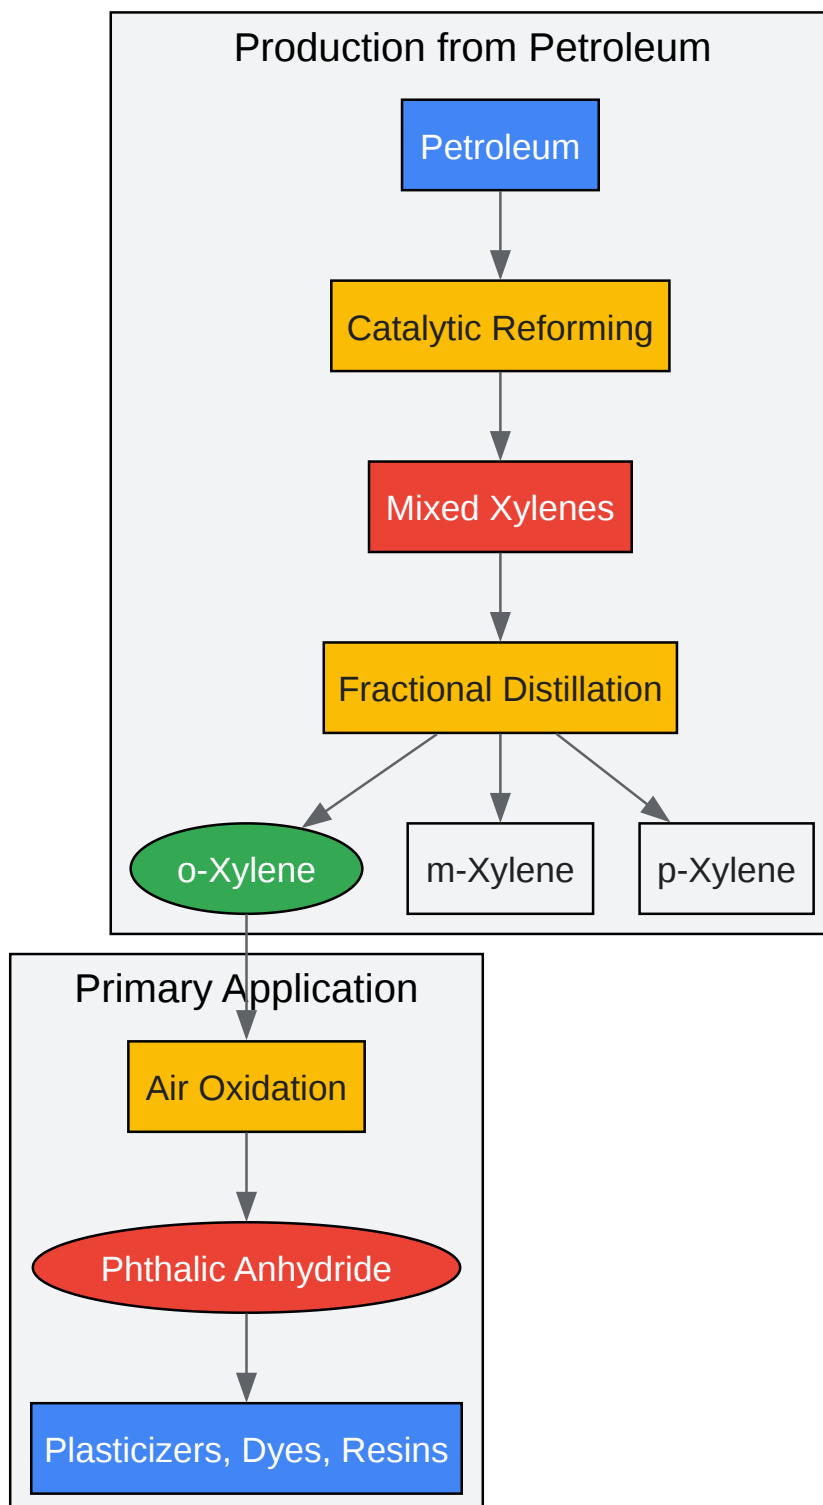 Production from Petroleum
Petroleum
Catalytic Reforming
Mixed Xylenes
Fractional Distillation
o-Xylene
m-Xylene
p-Xylene
Primary Application
Air Oxidation
Phthalic Anhydride
Plasticizers, Dyes, Resins